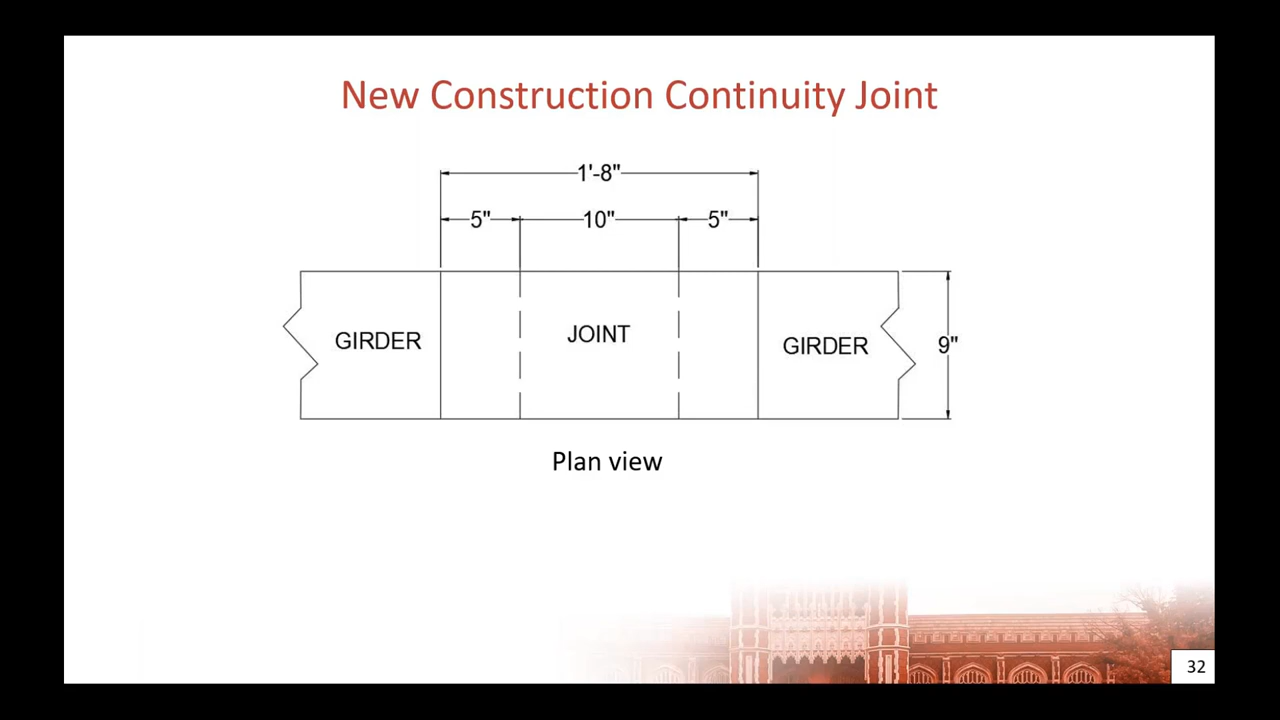 New Construction Continuity Joint
1'-8"
5" 10" 5"
GIRDER JOINT GIRDER 9"
Plan view
32